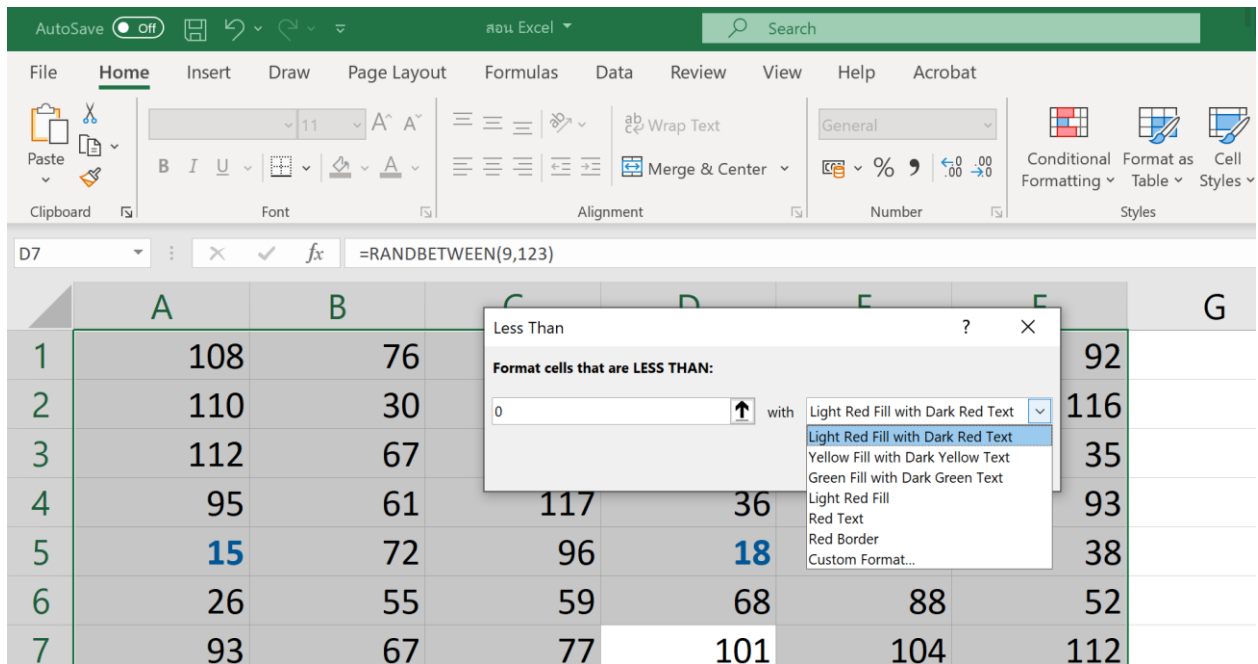 AutoSave Off สอน Excel Search
File Home Insert Draw Page Layout Formulas Data Review View Help Acrobat
11 A^ A˅ ab Wrap Text General
Paste B I U A Merge & Center % 9 .00 .00 →0 Conditional Formatting Format as Table Cell Styles
Clipboard Font Alignment Number Styles
D7 fx =RANDBETWEEN(9,123)
A B C D E F G
Less Than ? ×
Format cells that are LESS THAN:
0 with Light Red Fill with Dark Red Text
Light Red Fill with Dark Red Text
Yellow Fill with Dark Yellow Text
Green Fill with Dark Green Text
Light Red Fill
Red Text
Red Border
Custom Format...
1 108 76 92
2 110 30 116
3 112 67 35
4 95 61 117 36 93
5 15 72 96 18 38
6 26 55 59 68 88 52
7 93 67 77 101 104 112